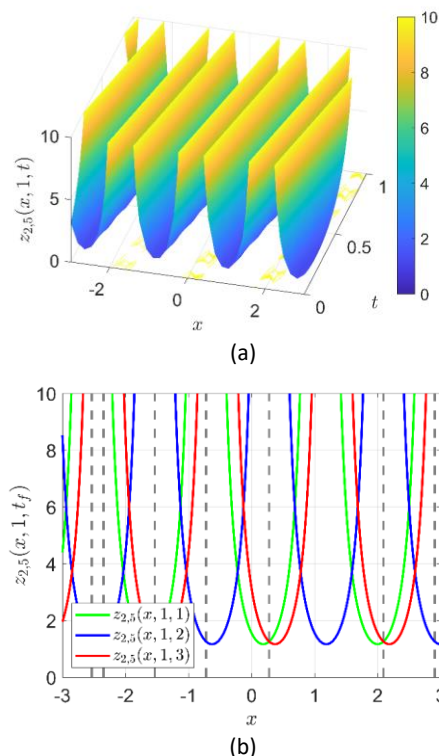 10
8
6
4
2
0
10
5
0
z_{2,5}(x, 1, t)
-2
0
2
x
0
0.5
1
t
(a)
10
8
6
4
2
0
z_{2,5}(x, 1, t_f)
z_{2,5}(x, 1, 1)
z_{2,5}(x, 1, 2)
z_{2,5}(x, 1, 3)
-3
-2
-1
0
1
2
3
x
(b)